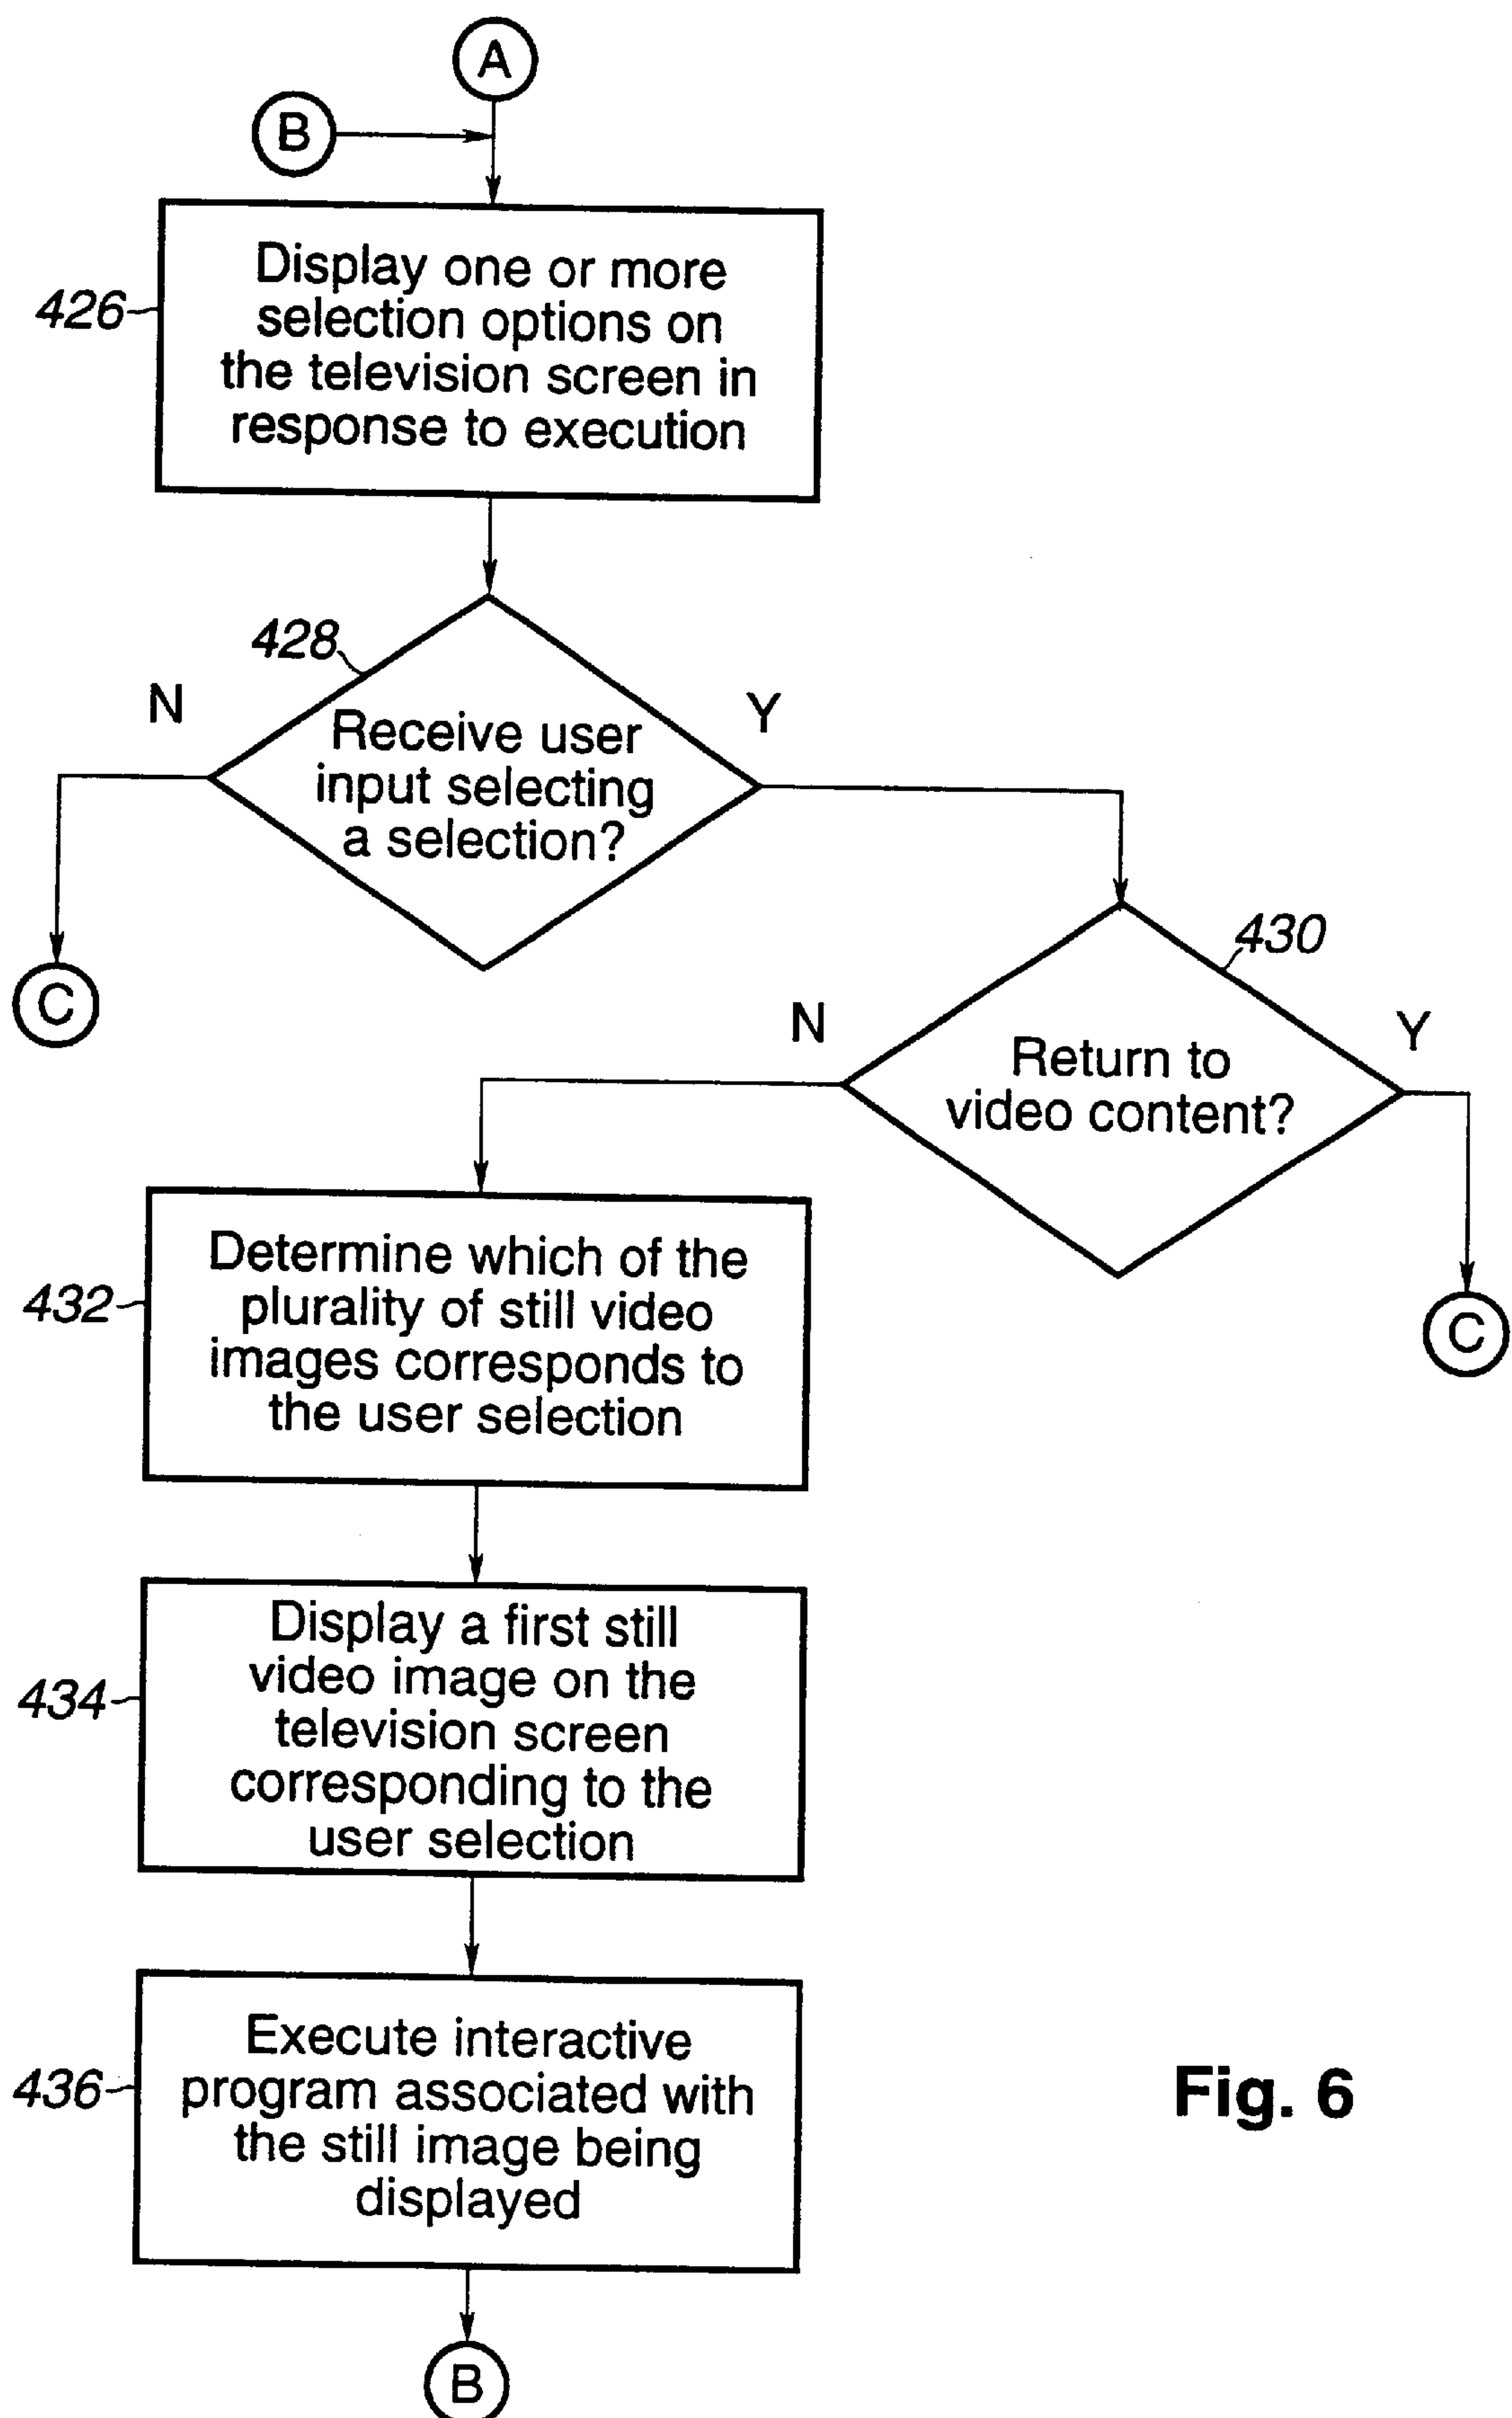 A
B
426
Display one or more
selection options on
the television screen in
response to execution
428
N
Y
Receive user
input selecting
a selection?
C
430
N
Y
Return to
video content?
C
432
Determine which of the
plurality of still video
images corresponds to
the user selection
434
Display a first still
video image on the
television screen
corresponding to the
user selection
436
Execute interactive
program associated with
the still image being
displayed
Fig. 6
B